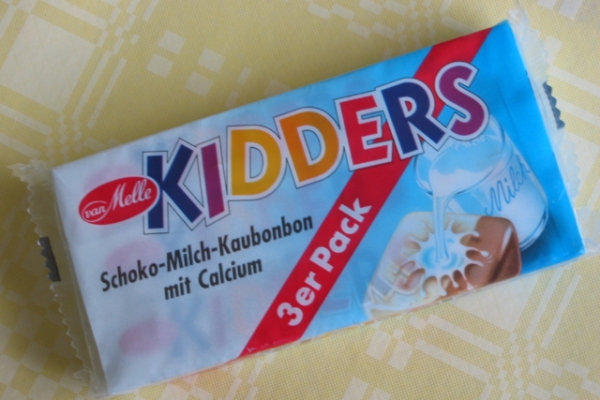 van Melle
KIDDERS
Schoko-Milch-Kaubonbon
mit Calcium
3er Pack
Milch